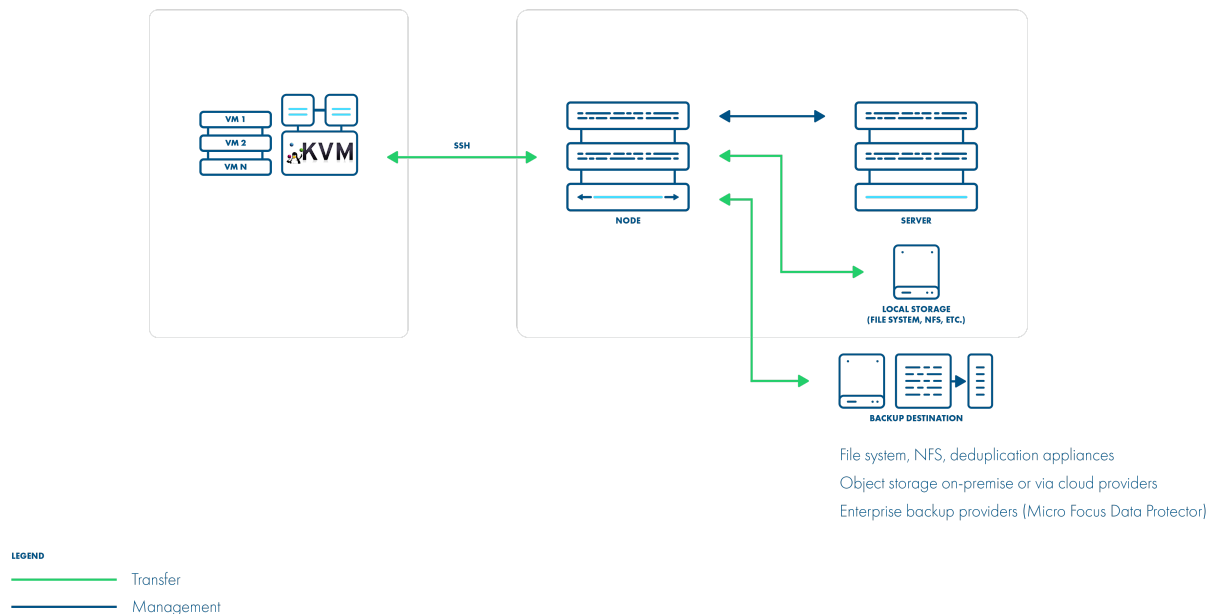 VM 1
VM 2
VM N
KVM
SSH
NODE
SERVER
LOCAL STORAGE
(FILE SYSTEM, NFS, ETC.)
BACKUP DESTINATION
File system, NFS, deduplication appliances
Object storage on-premise or via cloud providers
Enterprise backup providers (Micro Focus Data Protector)
LEGEND
Transfer
Management